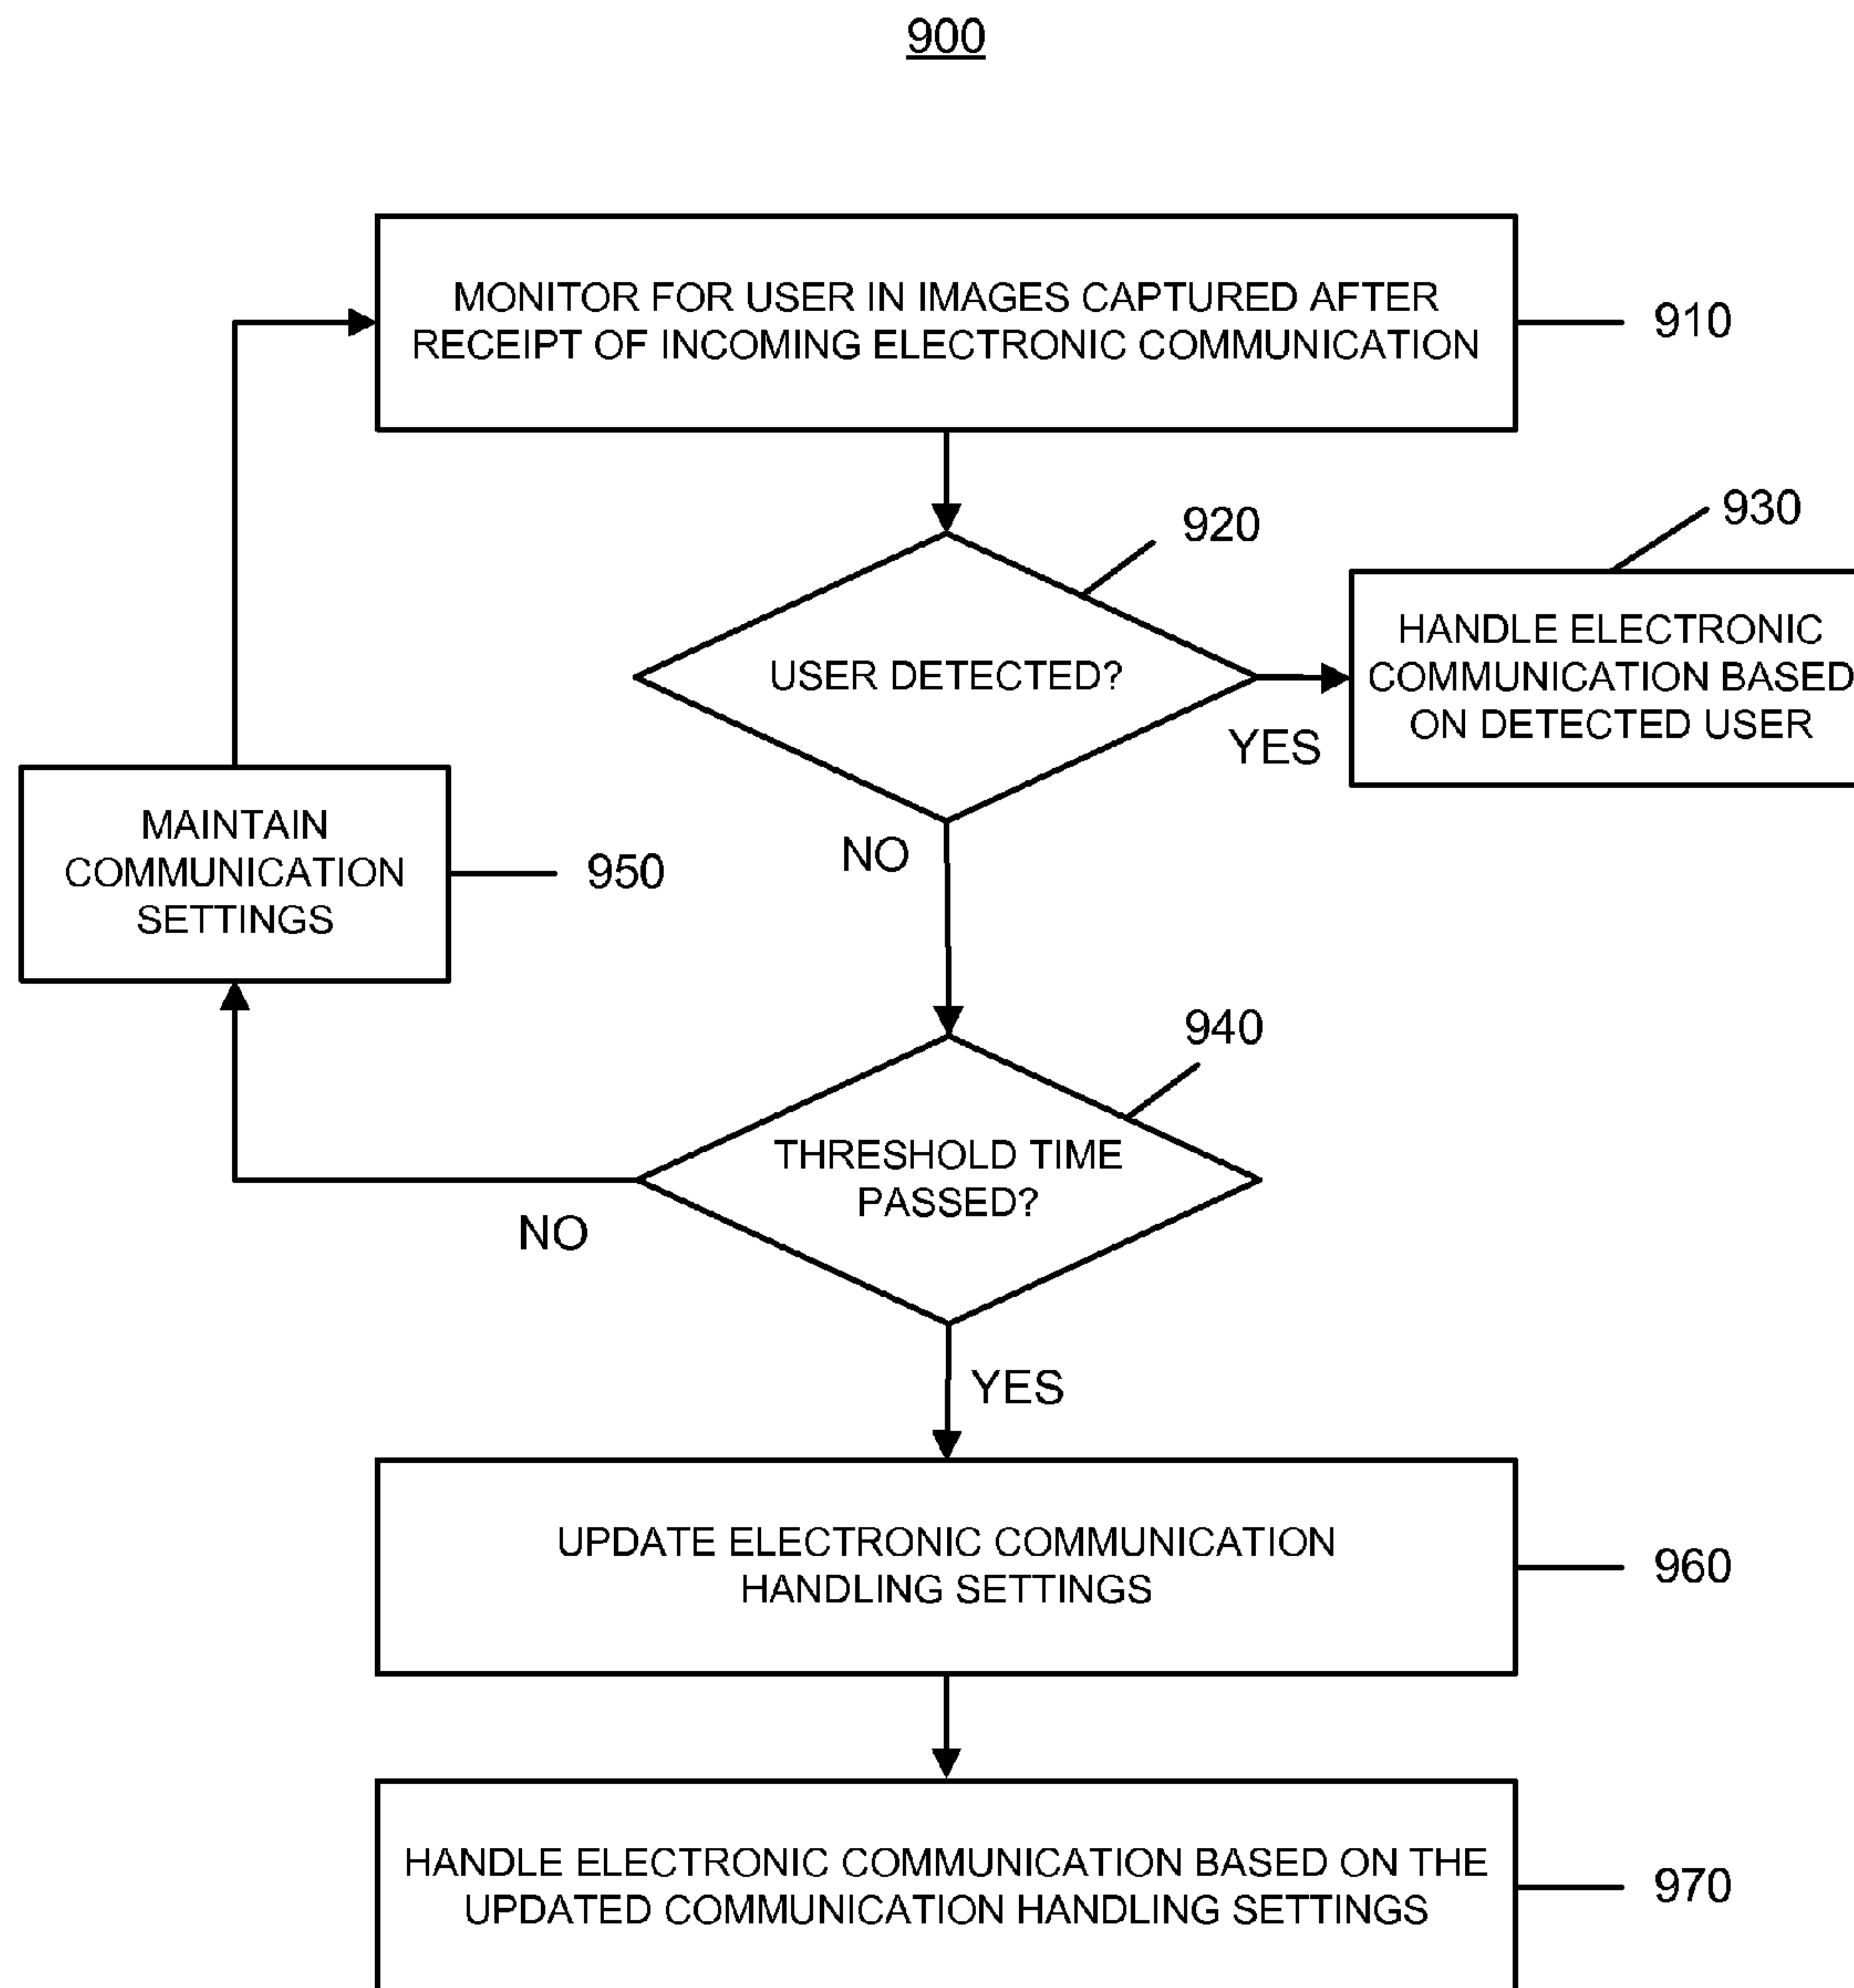 900
MONITOR FOR USER IN IMAGES CAPTURED AFTER
RECEIPT OF INCOMING ELECTRONIC COMMUNICATION
910
920
USER DETECTED?
YES
NO
930
HANDLE ELECTRONIC
COMMUNICATION BASED
ON DETECTED USER
MAINTAIN
COMMUNICATION
SETTINGS
950
940
THRESHOLD TIME
PASSED?
NO
YES
UPDATE ELECTRONIC COMMUNICATION
HANDLING SETTINGS
960
HANDLE ELECTRONIC COMMUNICATION BASED ON THE
UPDATED COMMUNICATION HANDLING SETTINGS
970